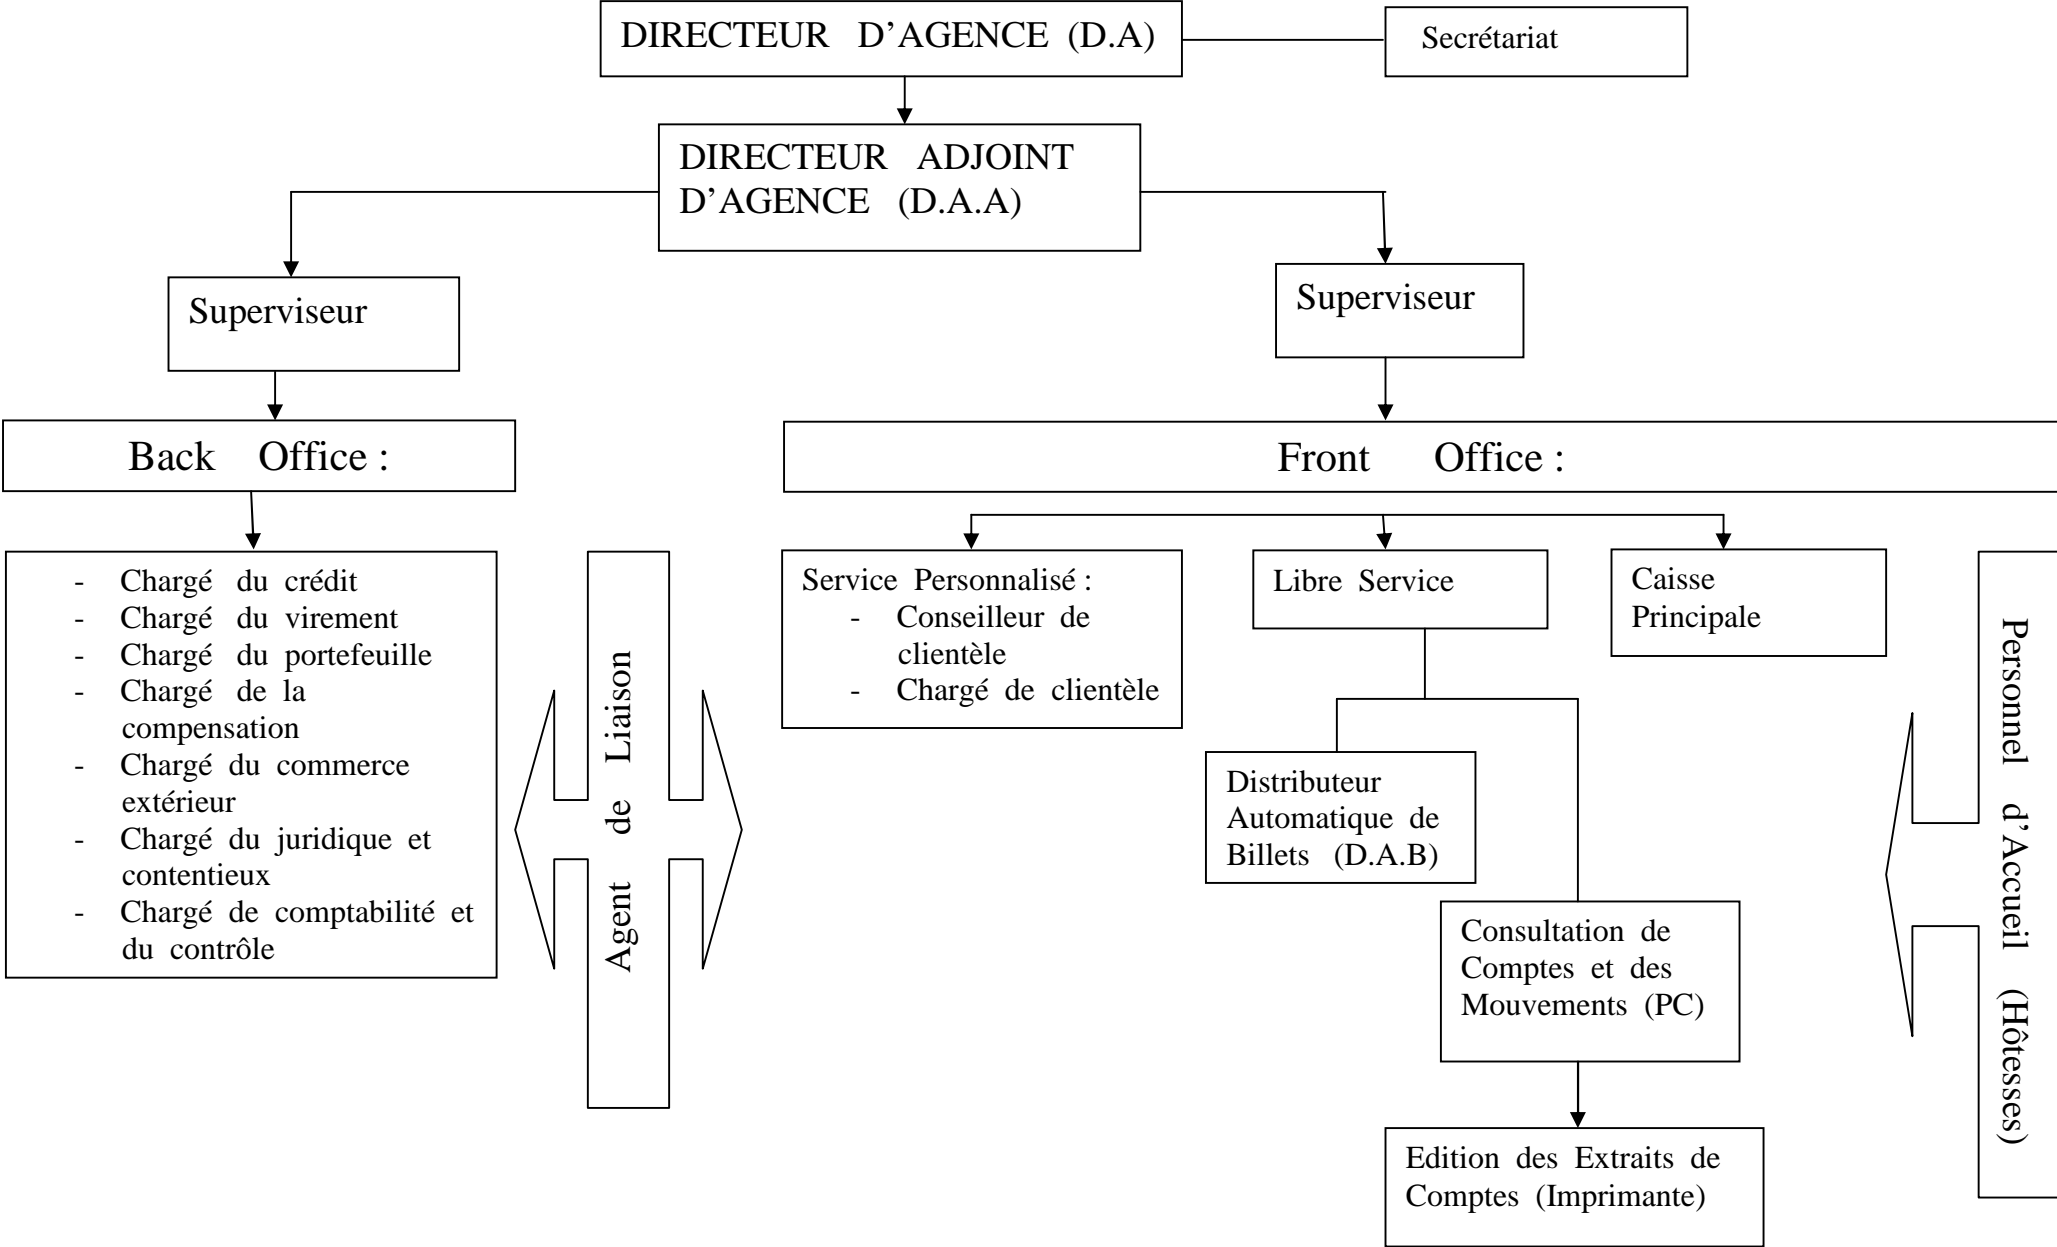 DIRECTEUR D’AGENCE (D.A)
Secrétariat
DIRECTEUR ADJOINT
D’AGENCE (D.A.A)
Superviseur
Superviseur
Back Office :
Front Office :
- Chargé du crédit
- Chargé du virement
- Chargé du portefeuille
- Chargé de la
compensation
- Chargé du commerce
extérieur
- Chargé du juridique et
contentieux
- Chargé de comptabilité et
du contrôle
Agent de Liaison
Service Personnalisé :
- Conseilleur de
clientèle
- Chargé de clientèle
Libre Service
Caisse
Principale
Distributeur
Automatique de
Billets (D.A.B)
Consultation de
Comptes et des
Mouvements (PC)
Edition des Extraits de
Comptes (Imprimante)
Personnel d’Accueil (Hôtesses)